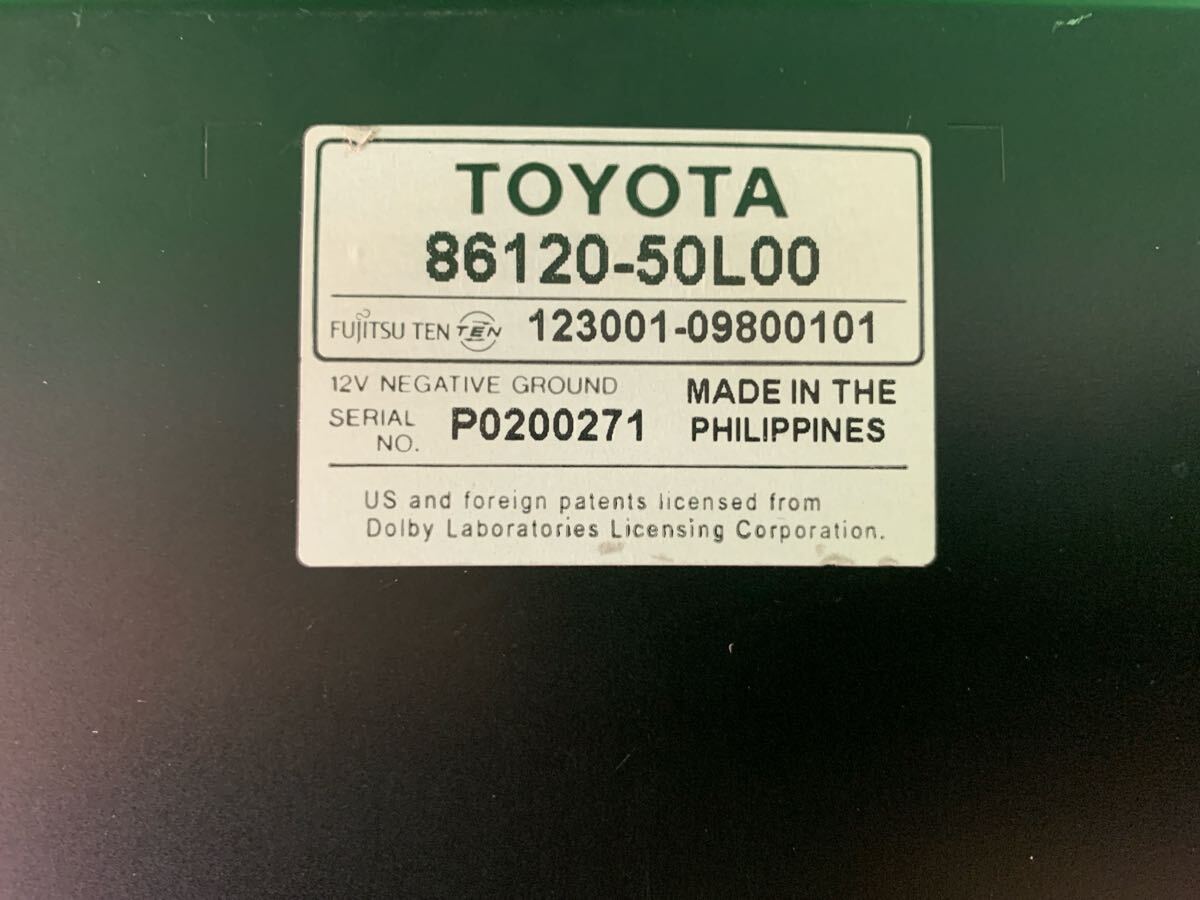 TOYOTA
86120-50L00
FUJITSU TEN TEN 123001-09800101
12V NEGATIVE GROUND MADE IN THE
SERIAL NO. P0200271 PHILIPPINES
US and foreign patents licensed from
Dolby Laboratories Licensing Corporation.